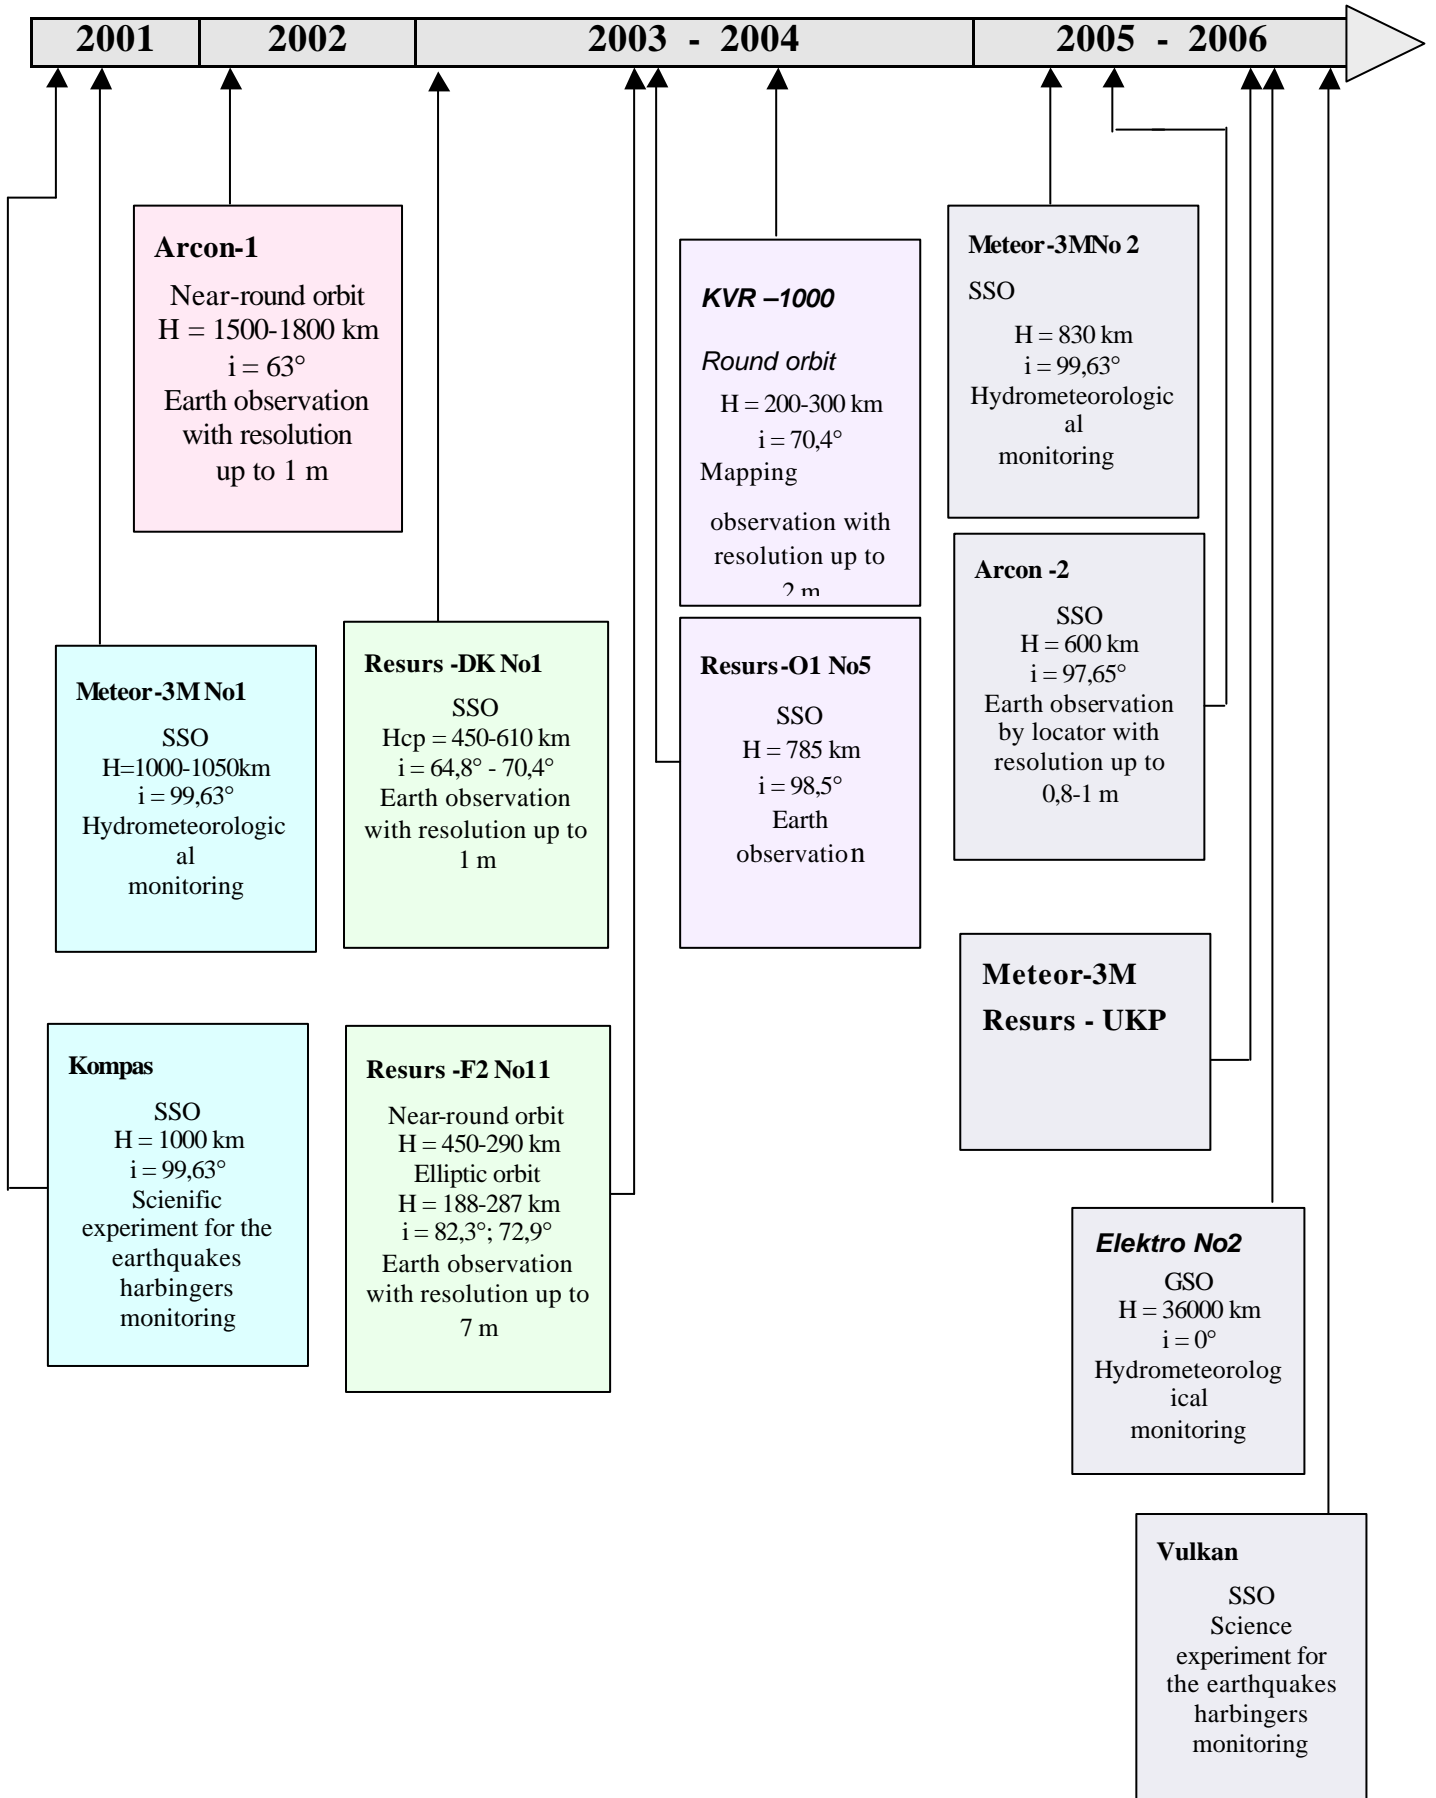 2001
2002
2003 - 2004
2005 - 2006
Arcon-1
Near-round orbit
H = 1500-1800 km
i = 63°
Earth observation
with resolution
up to 1 m
KVR –1000
Round orbit
H = 200-300 km
i = 70,4°
Mapping
observation with
resolution up to
2 m
Meteor-3MNo 2
SSO
H = 830 km
i = 99,63°
Hydrometeorologic
al
monitoring
Arcon -2
SSO
H = 600 km
i = 97,65°
Earth observation
by locator with
resolution up to
0,8-1 m
Meteor-3M No1
SSO
H=1000-1050km
i = 99,63°
Hydrometeorologic
al
monitoring
Resurs -DK No1
SSO
Hcp = 450-610 km
i = 64,8° - 70,4°
Earth observation
with resolution up to
1 m
Resurs-O1 No5
SSO
H = 785 km
i = 98,5°
Earth
observation
Meteor-3M
Resurs - UKP
Kompas
SSO
H = 1000 km
i = 99,63°
Scienific
experiment for the
earthquakes
harbingers
monitoring
Resurs -F2 No11
Near-round orbit
H = 450-290 km
Elliptic orbit
H = 188-287 km
i = 82,3°; 72,9°
Earth observation
with resolution up to
7 m
Elektro No2
GSO
H = 36000 km
i = 0°
Hydrometeorolog
ical
monitoring
Vulkan
SSO
Science
experiment for
the earthquakes
harbingers
monitoring